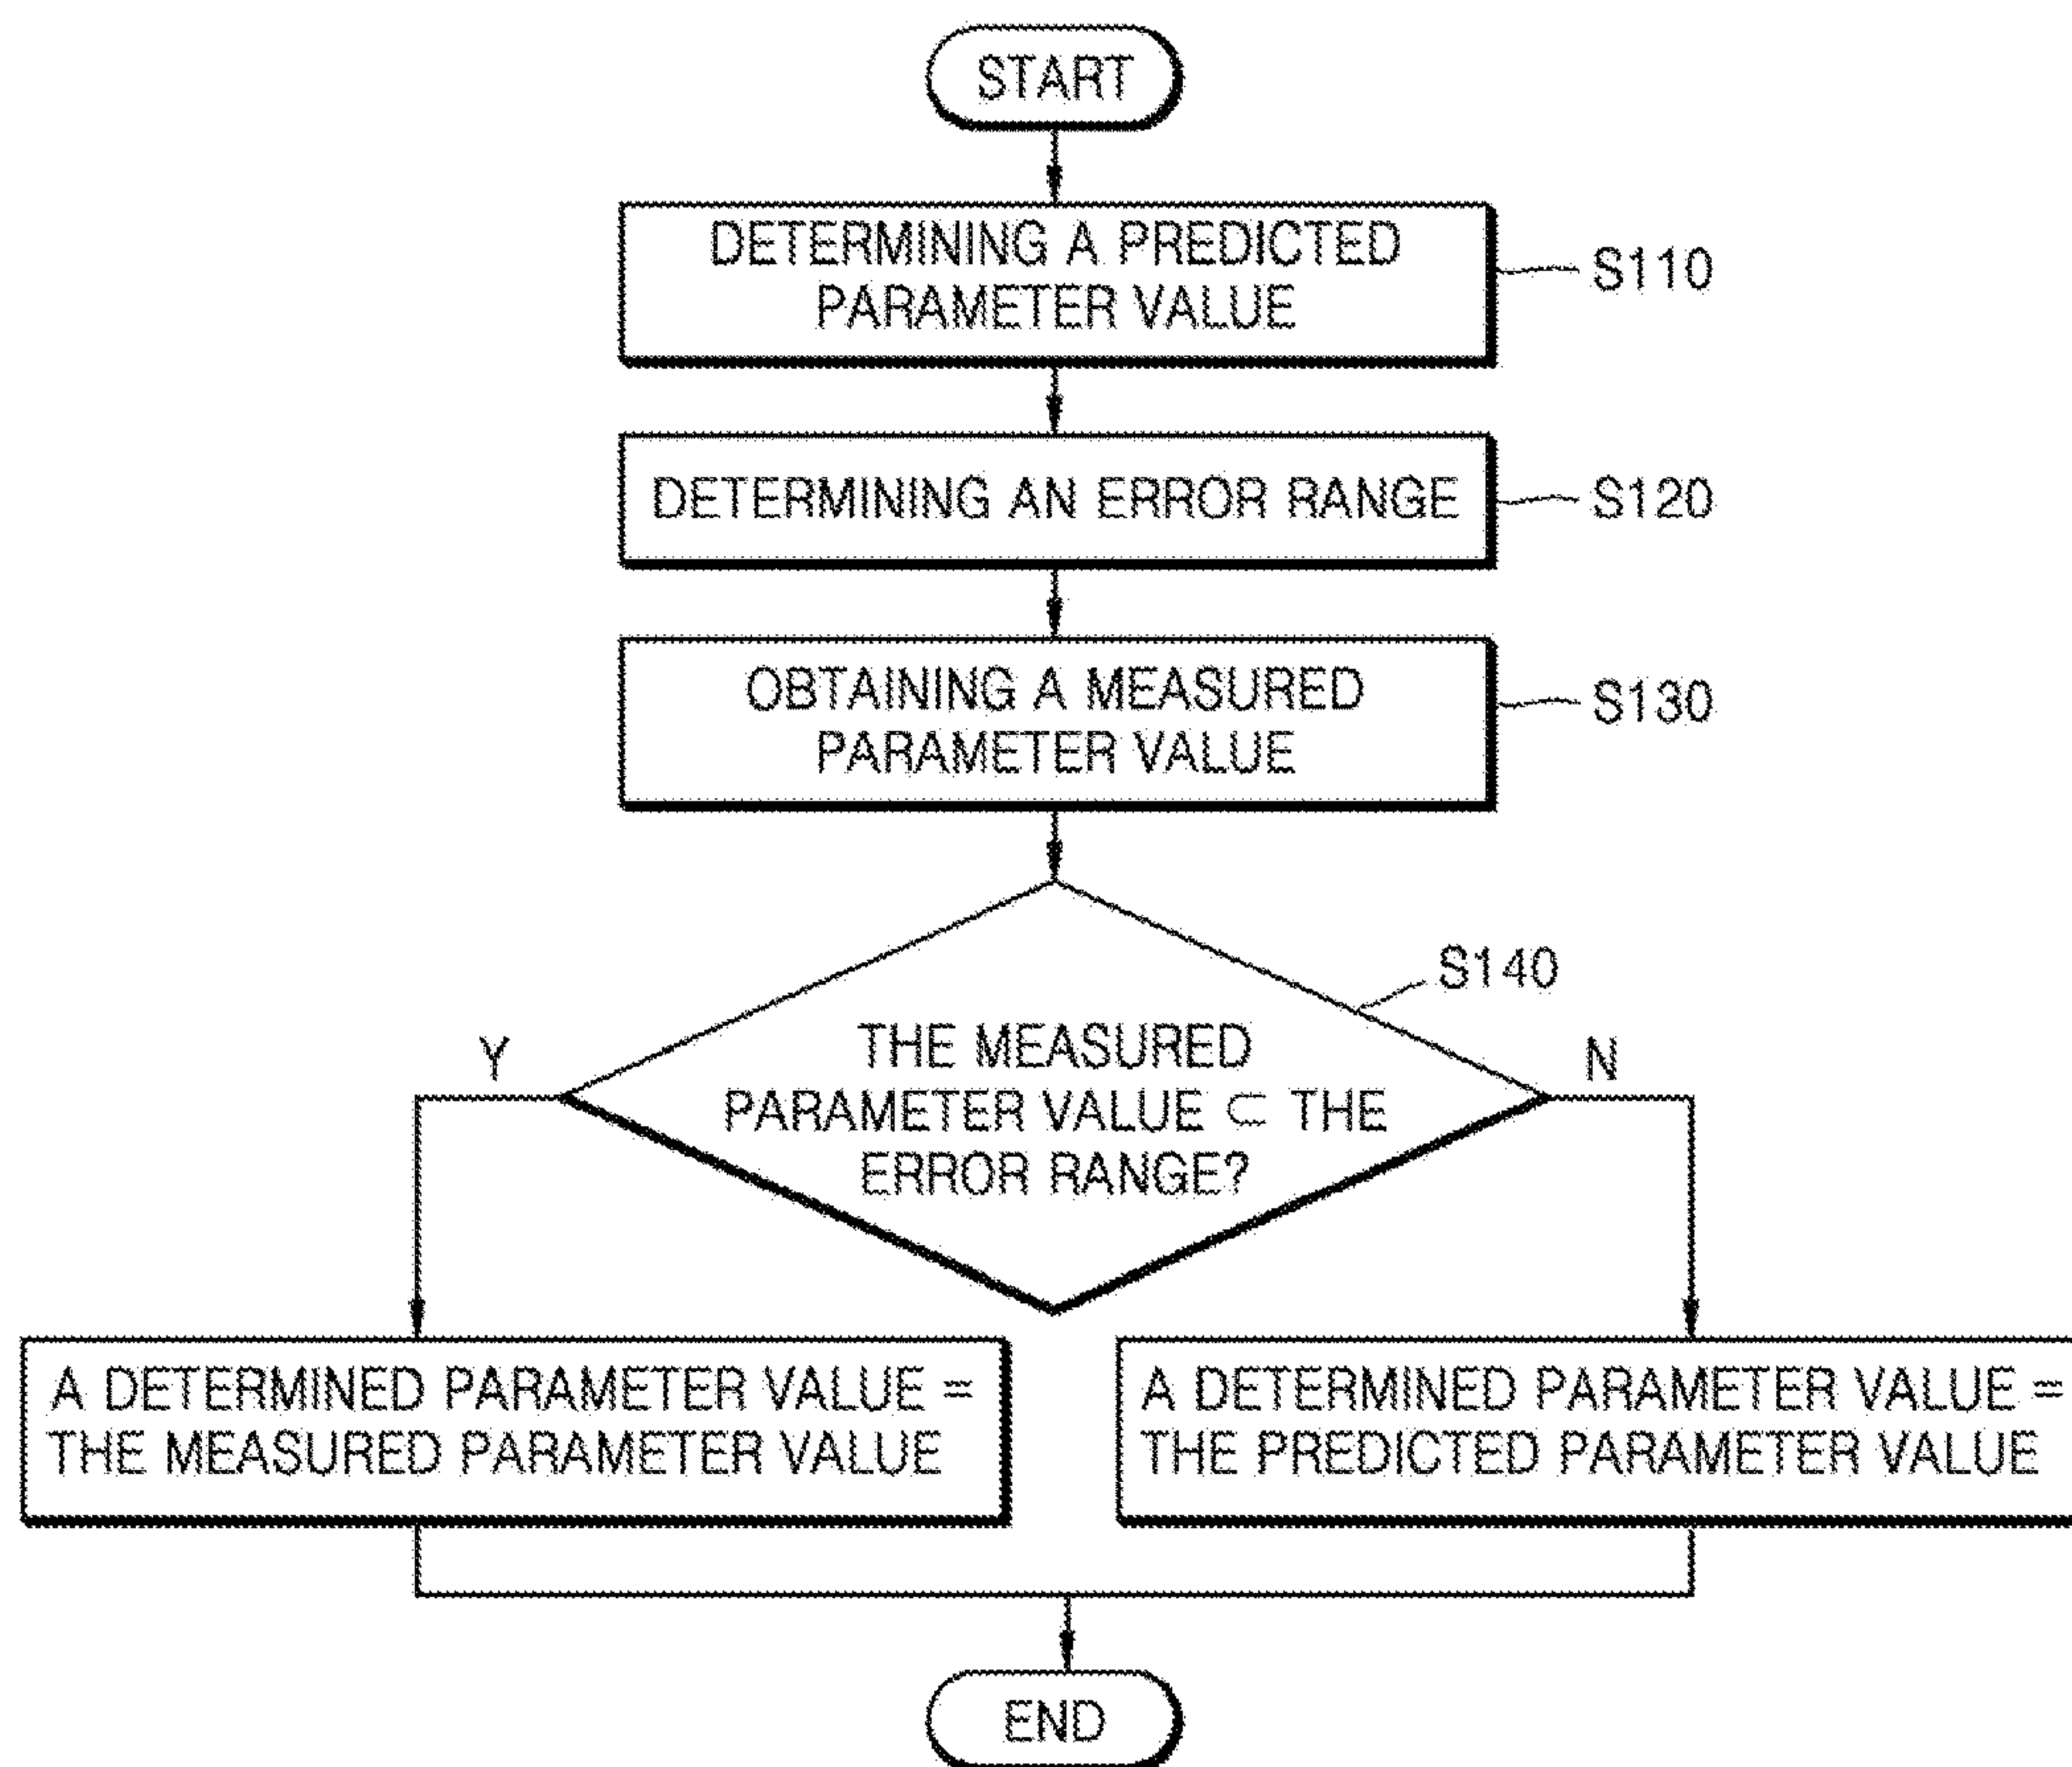 START
DETERMINING A PREDICTED
PARAMETER VALUE
S110
DETERMINING AN ERROR RANGE
S120
OBTAINING A MEASURED
PARAMETER VALUE
S130
S140
Y
N
THE MEASURED
PARAMETER VALUE ⊂ THE
ERROR RANGE?
A DETERMINED PARAMETER VALUE =
THE MEASURED PARAMETER VALUE
A DETERMINED PARAMETER VALUE =
THE PREDICTED PARAMETER VALUE
END